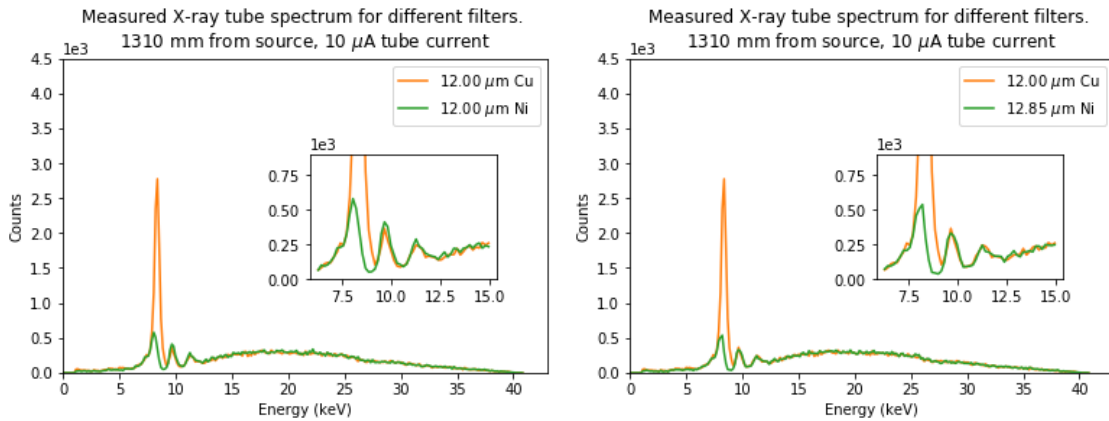 Measured X-ray tube spectrum for different filters.
1310 mm from source, 10 μA tube current
1e3
4.5
4.0
3.5
3.0
2.5
2.0
1.5
1.0
0.5
0.0
Counts
0 5 10 15 20 25 30 35 40
Energy (keV)
12.00 μm Cu
12.00 μm Ni
1e3
0.75
0.50
0.25
0.00
7.5 10.0 12.5 15.0
Measured X-ray tube spectrum for different filters.
1310 mm from source, 10 μA tube current
1e3
4.5
4.0
3.5
3.0
2.5
2.0
1.5
1.0
0.5
0.0
Counts
0 5 10 15 20 25 30 35 40
Energy (keV)
12.00 μm Cu
12.85 μm Ni
1e3
0.75
0.50
0.25
0.00
7.5 10.0 12.5 15.0